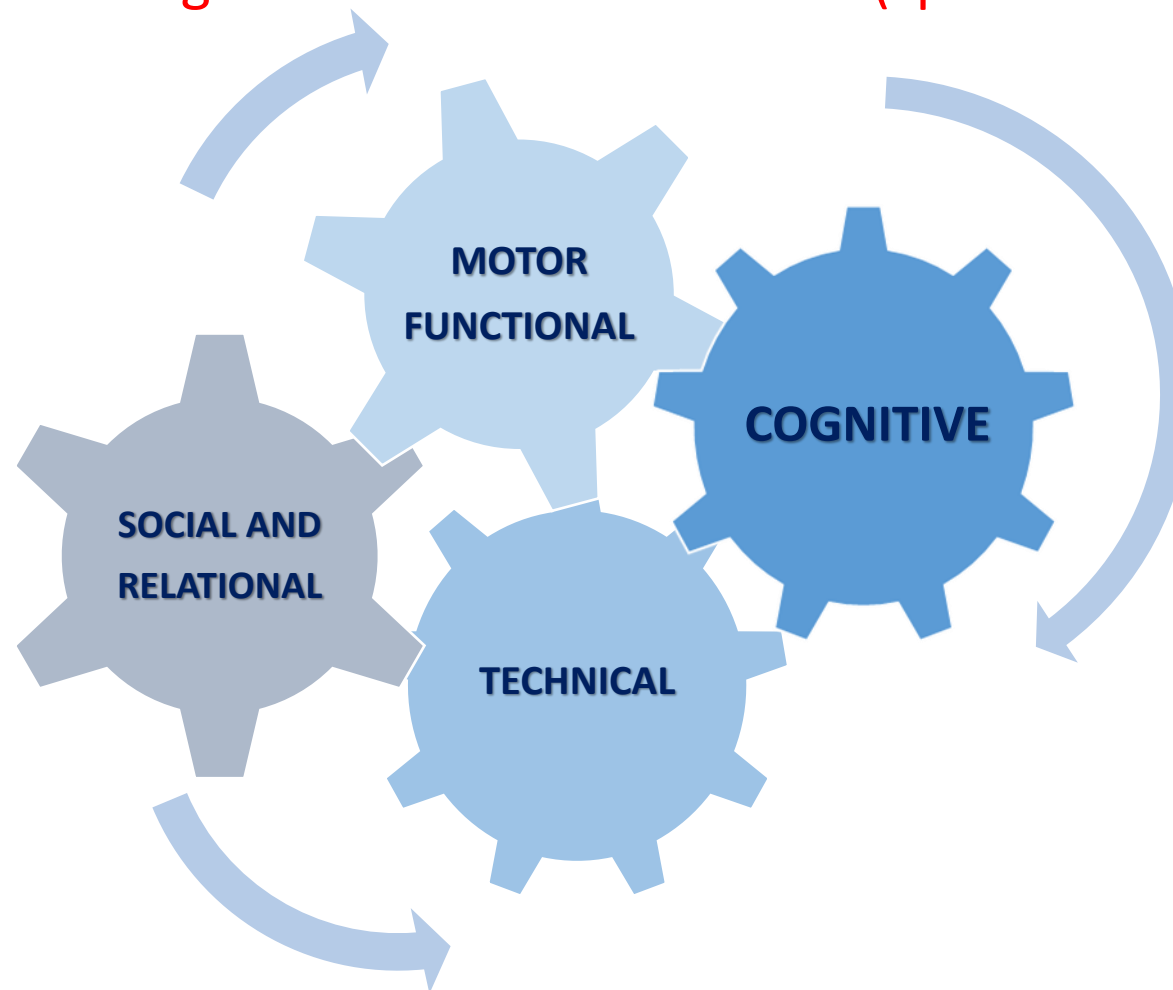 MOTOR
FUNCTIONAL
COGNITIVE
SOCIAL AND
RELATIONAL
TECHNICAL